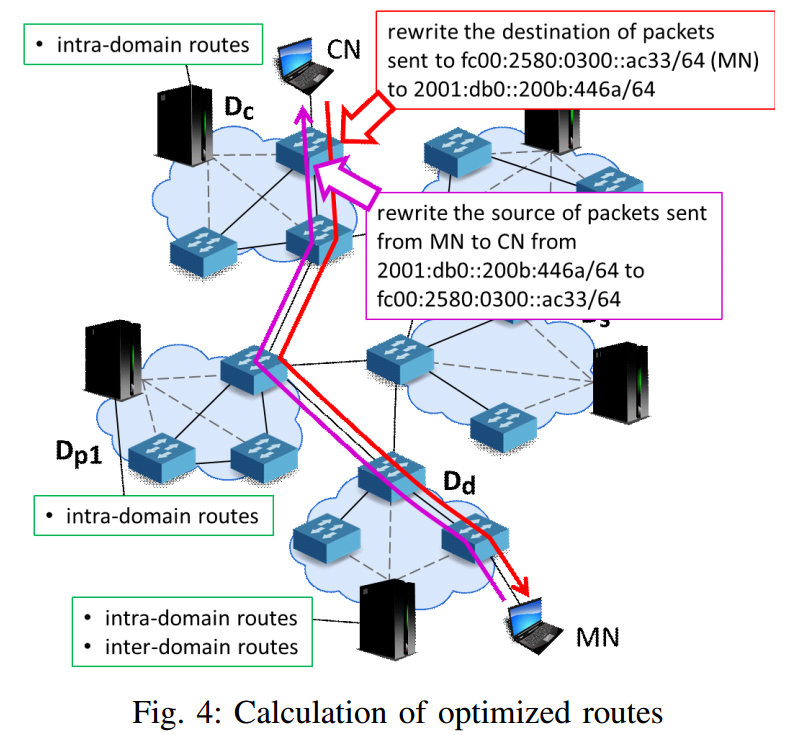 • intra-domain routes
CN
rewrite the destination of packets
sent to fc00:2580:0300::ac33/64 (MN)
to 2001:db0::200b:446a/64
Dc
rewrite the source of packets sent
from MN to CN from
2001:db0::200b:446a/64 to
fc00:2580:0300::ac33/64
Dp1
Dd
• intra-domain routes
• intra-domain routes
• inter-domain routes
MN
Fig. 4: Calculation of optimized routes